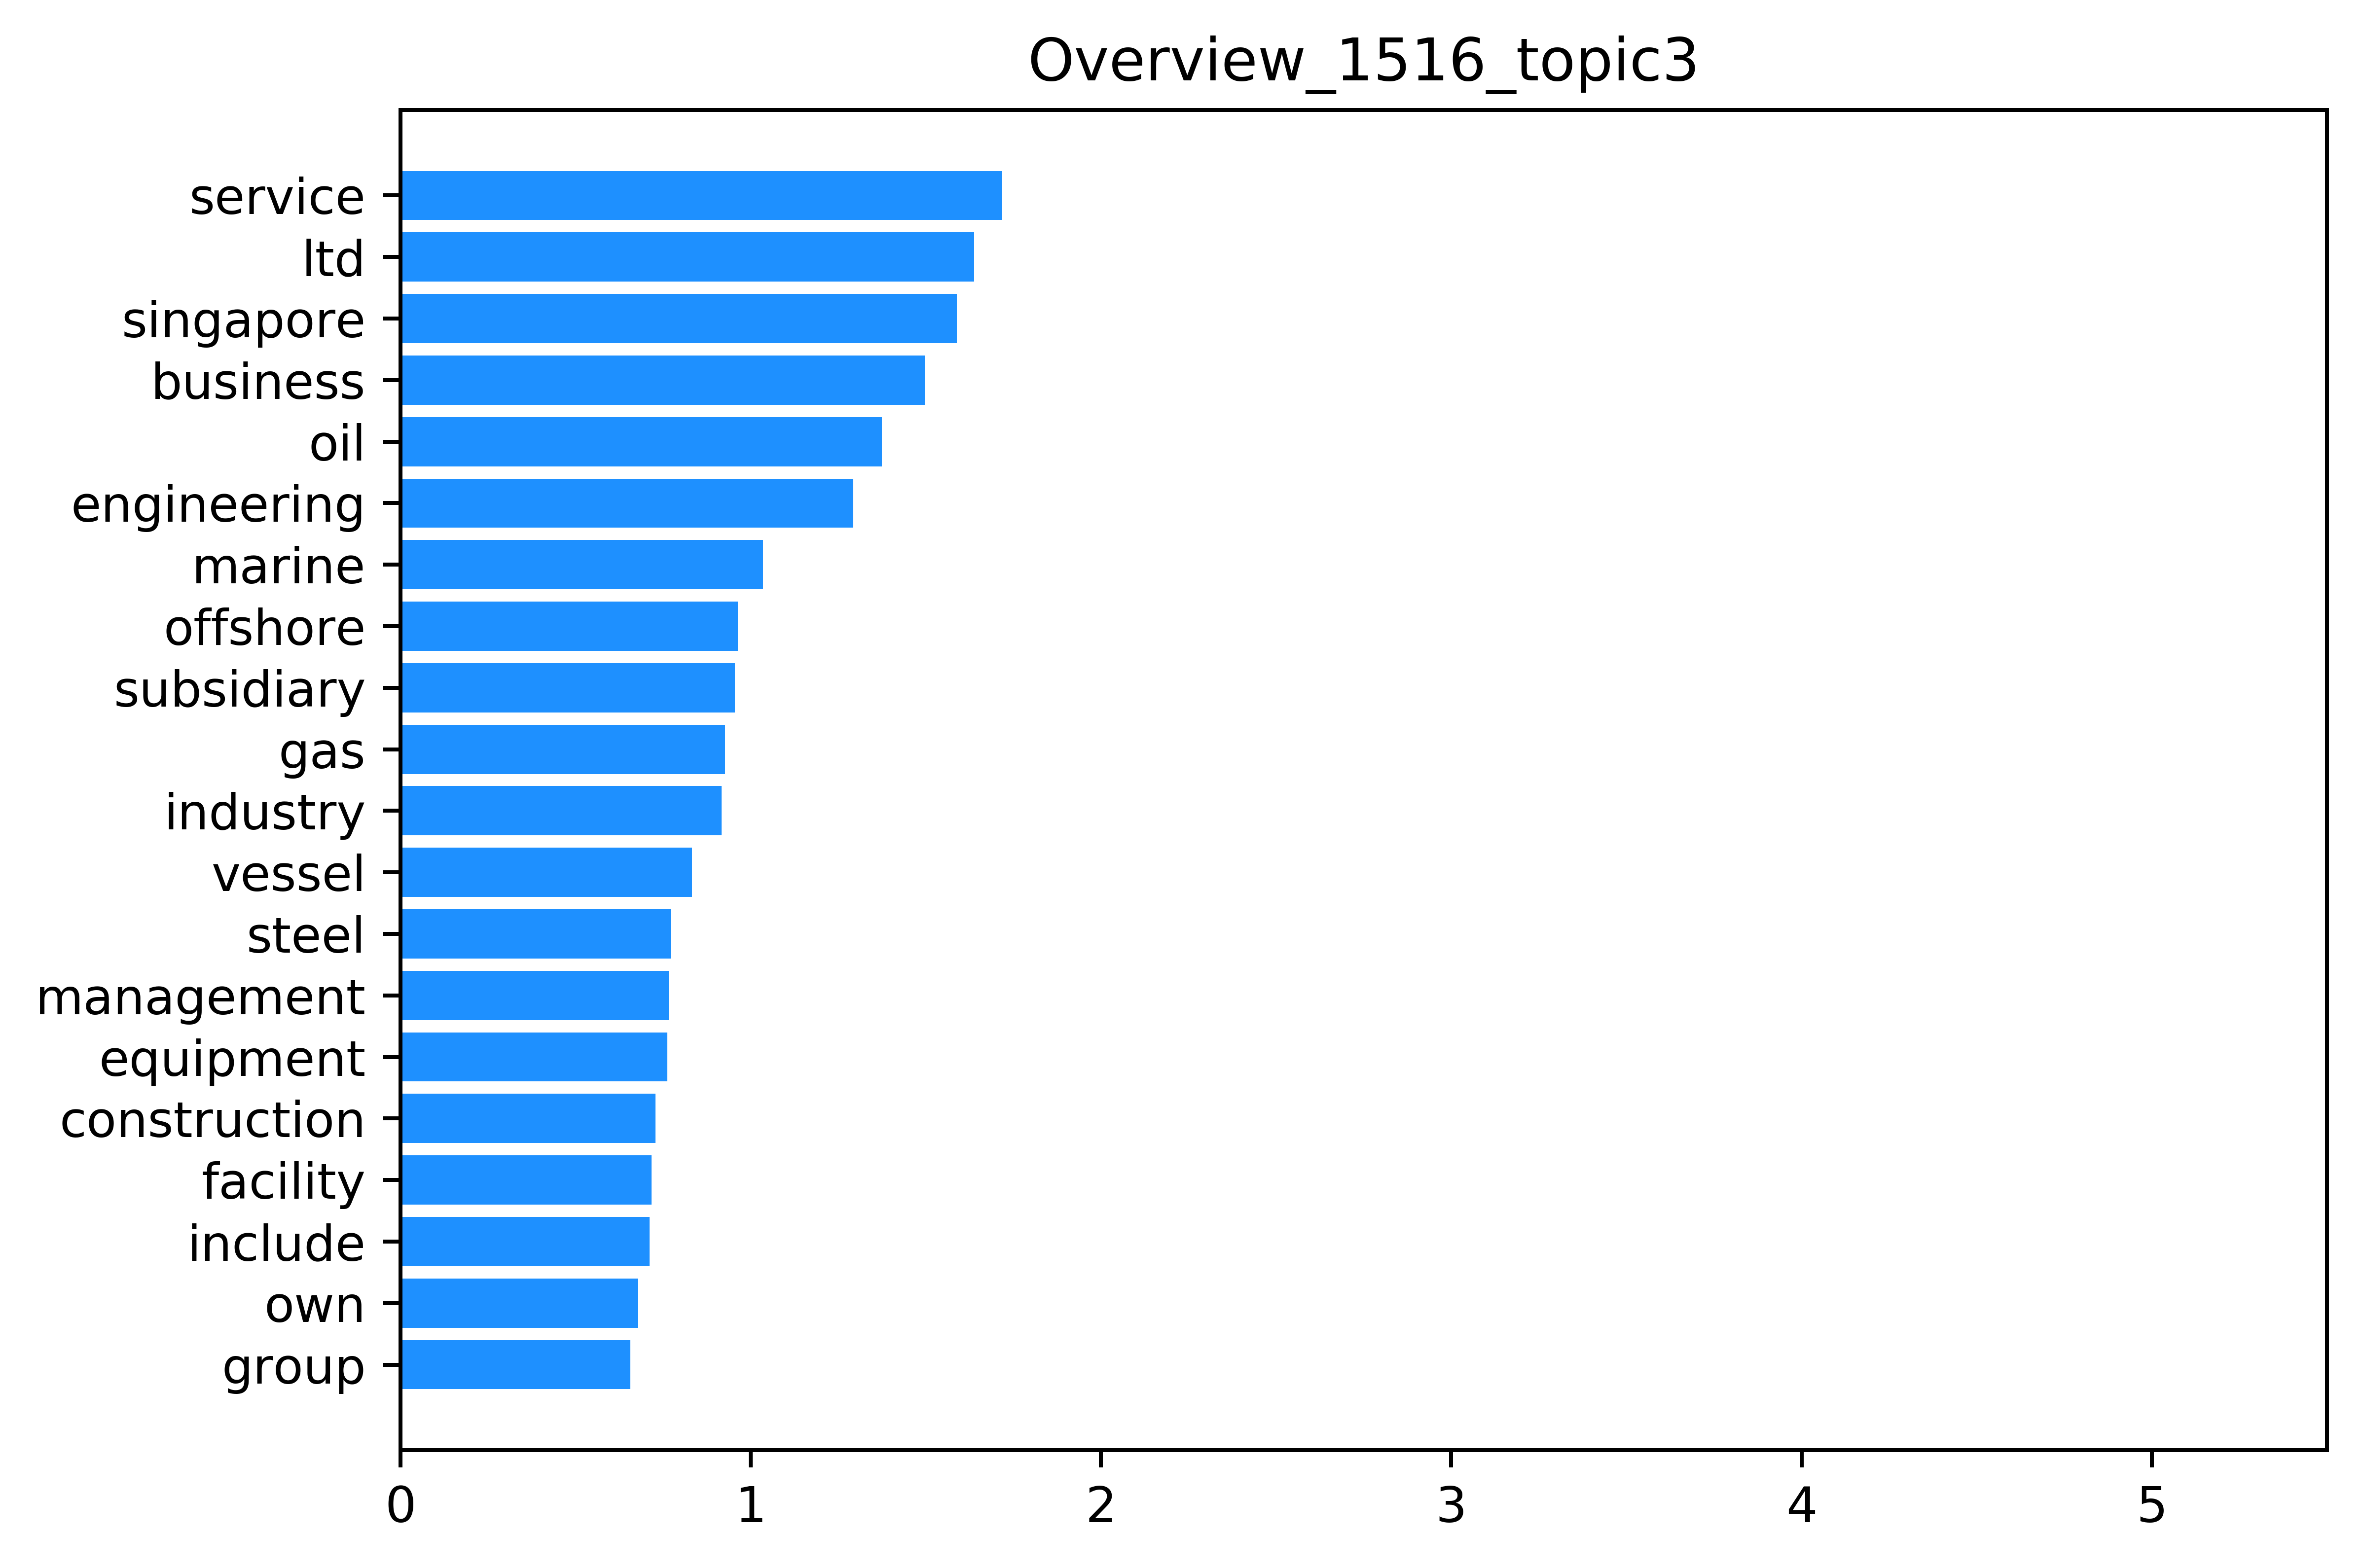 Overview_1516_topic3
service
ltd
singapore
business
oil
engineering
marine
offshore
subsidiary
gas
industry
vessel
steel
management
equipment
construction
facility
include
own
group
0 1 2 3 4 5